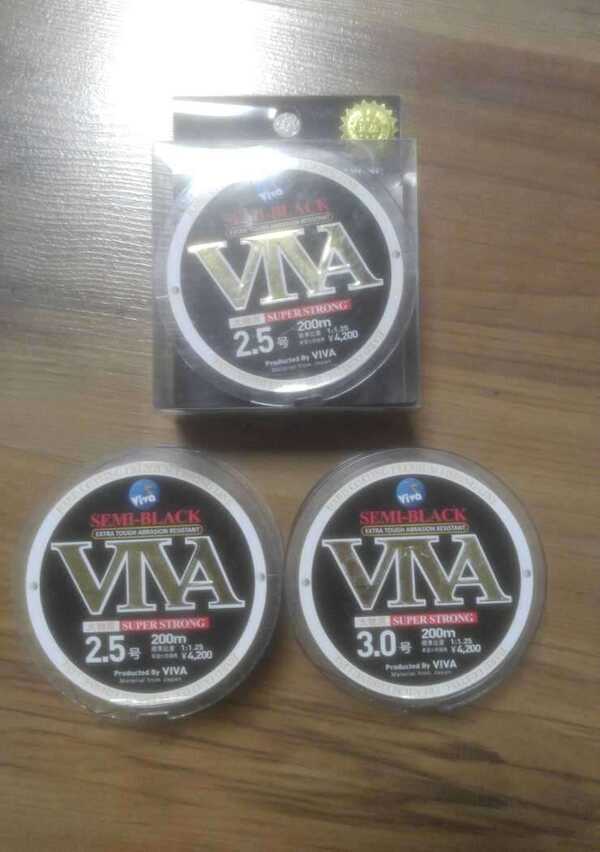 Viva
SEMI-BLACK
EXTRA TOUGH ABRASION RESISTANT
VIVA
SUPER STRONG
2.5号
200m
1:1.25
¥4,200
Producted By VIVA
Material from Japan
Viva
SEMI-BLACK
EXTRA TOUGH ABRASION RESISTANT
VIVA
SUPER STRONG
2.5号
200m
1:1.25
¥4,200
Producted By VIVA
Material from Japan
Viva
SEMI-BLACK
EXTRA TOUGH ABRASION RESISTANT
VIVA
SUPER STRONG
3.0号
200m
1:1.25
¥4,200
Producted By VIVA
Material from Japan